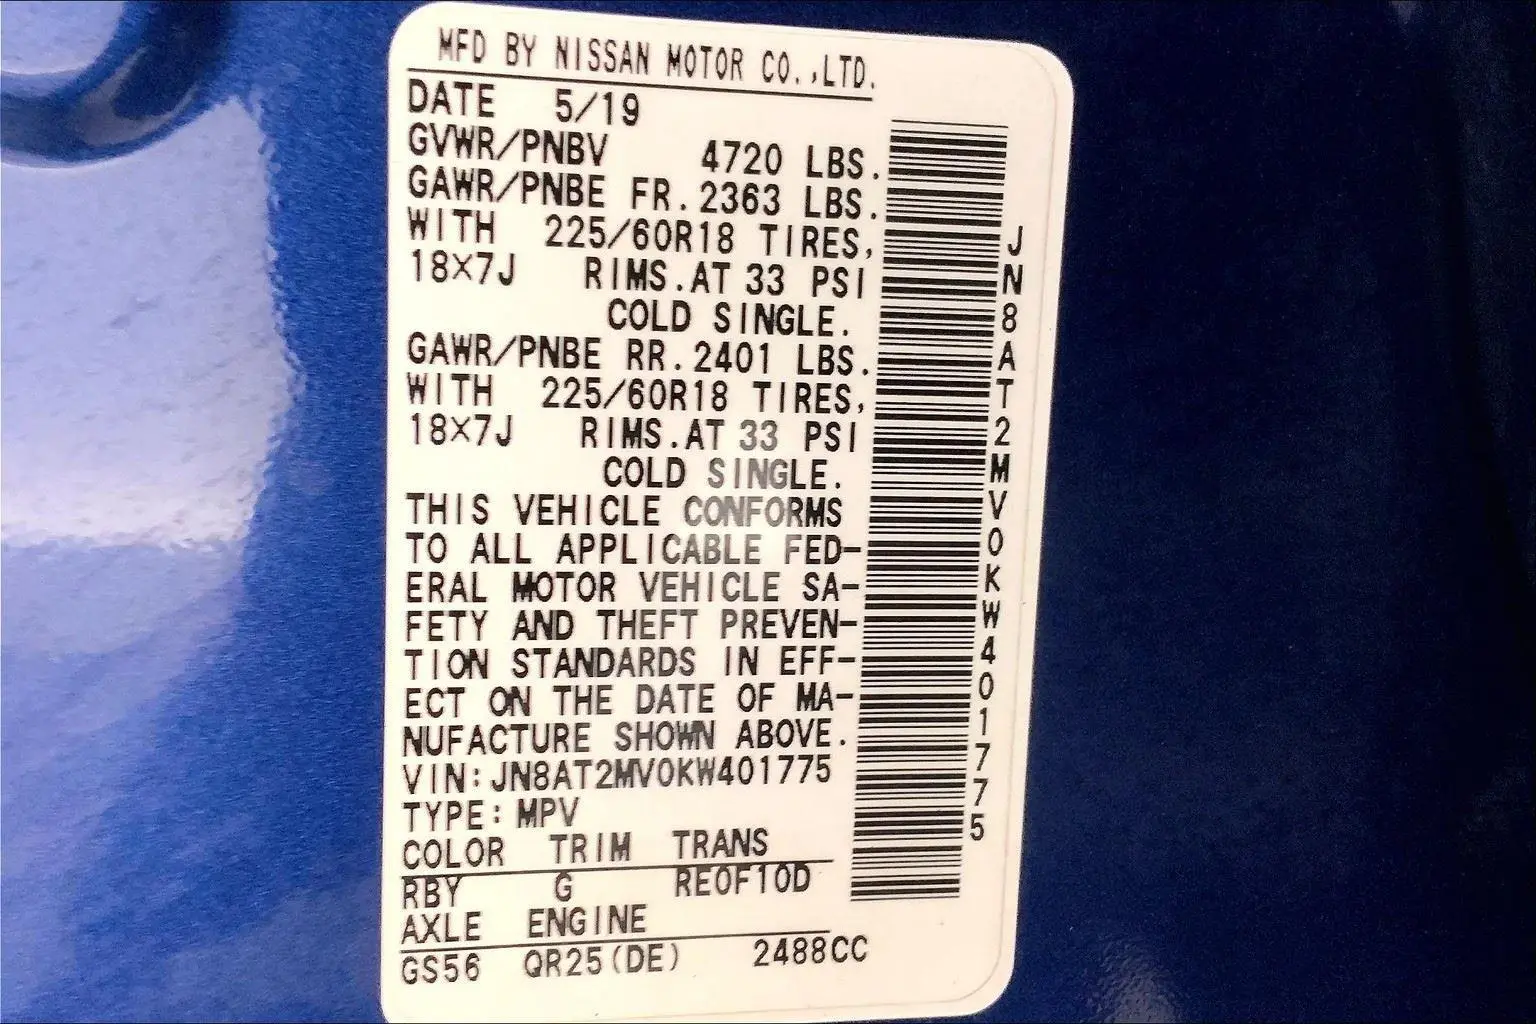 MFD BY NISSAN MOTOR CO.,LTD.
DATE 5/19
GVWR/PNBV 4720 LBS.
GAWR/PNBE FR. 2363 LBS.
WITH 225/60R18 TIRES,
18×7J RIMS.AT 33 PSI
COLD SINGLE.
GAWR/PNBE RR. 2401 LBS.
WITH 225/60R18 TIRES,
18×7J RIMS.AT 33 PSI
COLD SINGLE.
THIS VEHICLE CONFORMS
TO ALL APPLICABLE FED-
ERAL MOTOR VEHICLE SA-
FETY AND THEFT PREVEN-
TION STANDARDS IN EFF-
ECT ON THE DATE OF MA-
NUFACTURE SHOWN ABOVE.
VIN:JN8AT2MV0KW401775
TYPE:MPV
COLOR TRIM TRANS
RBY G RE0F10D
AXLE ENGINE
GS56 QR25(DE) 2488CC
JN8AT2MV0KW401775